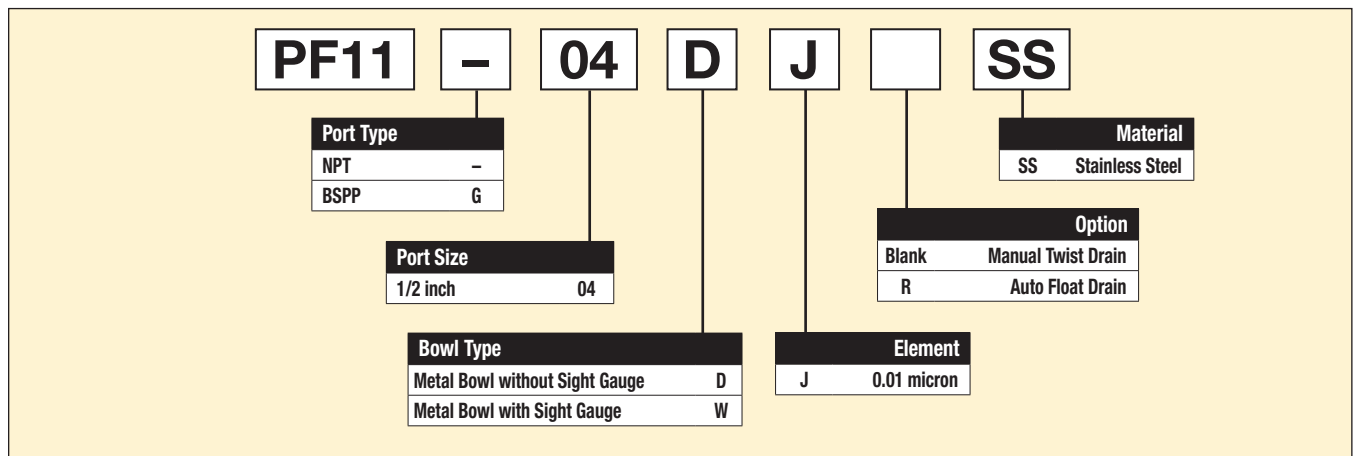 PF11 – 04 D J SS
Port Type
NPT –
BSPP G
Material
SS Stainless Steel
Option
Blank Manual Twist Drain
R Auto Float Drain
Port Size
1/2 inch 04
Bowl Type
Metal Bowl without Sight Gauge D
Metal Bowl with Sight Gauge W
Element
J 0.01 micron